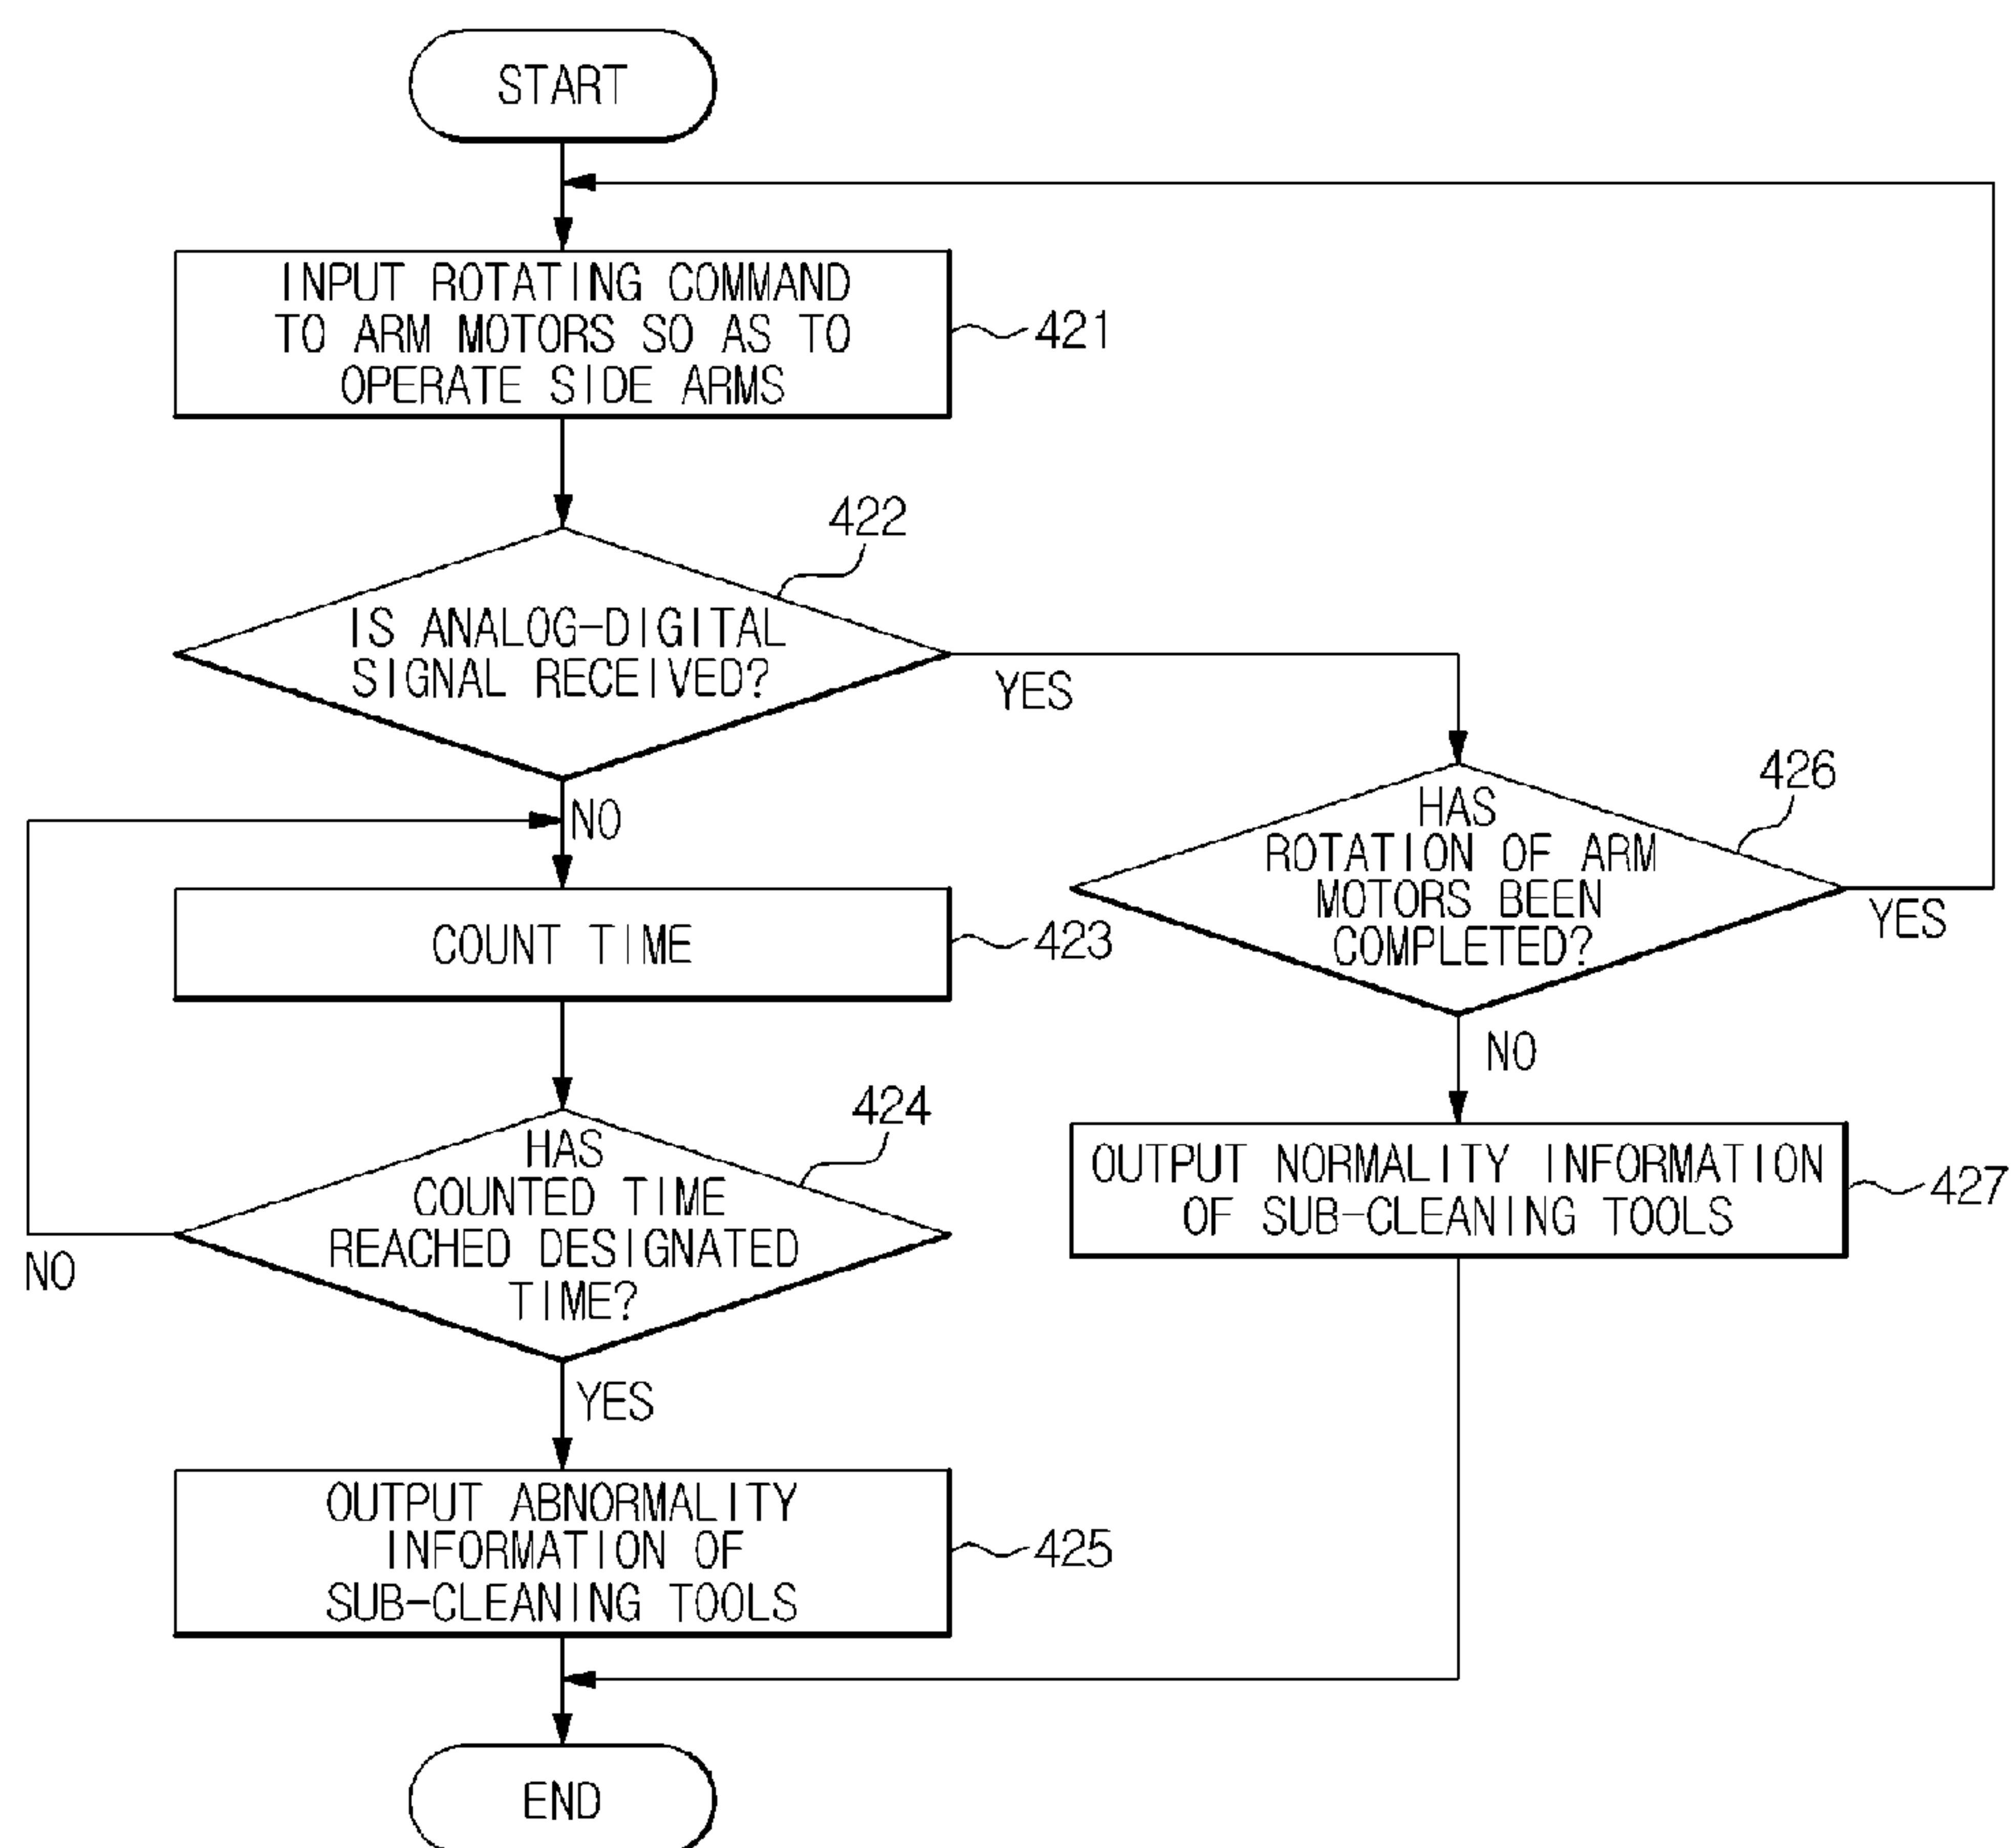 START
INPUT ROTATING COMMAND
TO ARM MOTORS SO AS TO
OPERATE SIDE ARMS
421
422
IS ANALOG-DIGITAL
SIGNAL RECEIVED?
YES
NO
COUNT TIME
423
424
HAS
COUNTED TIME
REACHED DESIGNATED
TIME?
NO
YES
OUTPUT ABNORMALITY
INFORMATION OF
SUB-CLEANING TOOLS
425
426
HAS
ROTATION OF ARM
MOTORS BEEN
COMPLETED?
YES
NO
OUTPUT NORMALITY INFORMATION
OF SUB-CLEANING TOOLS
427
END